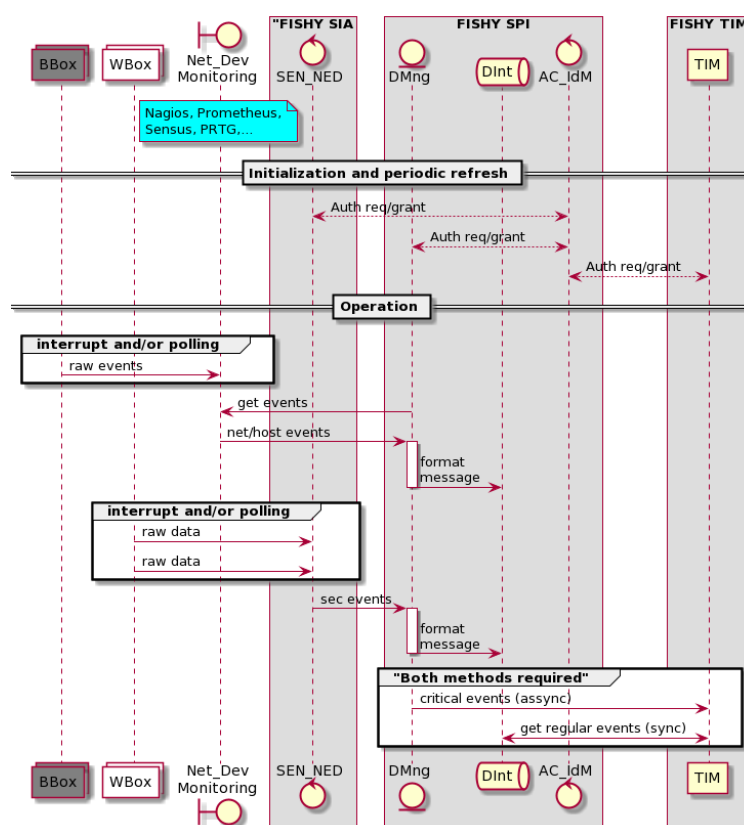 "FISHY SIA
FISHY SPI
FISHY TIM
BBox
WBox
Net_Dev
Monitoring
SEN_NED
DMng
DInt
AC_IdM
TIM
Nagios, Prometheus,
Sensus, PRTG,...
Initialization and periodic refresh
Auth req/grant
Auth req/grant
Auth req/grant
Operation
interrupt and/or polling
raw events
get events
net/host events
format
message
interrupt and/or polling
raw data
raw data
sec events
format
message
"Both methods required"
critical events (assync)
get regular events (sync)
BBox
WBox
Net_Dev
Monitoring
SEN_NED
DMng
DInt
AC_IdM
TIM